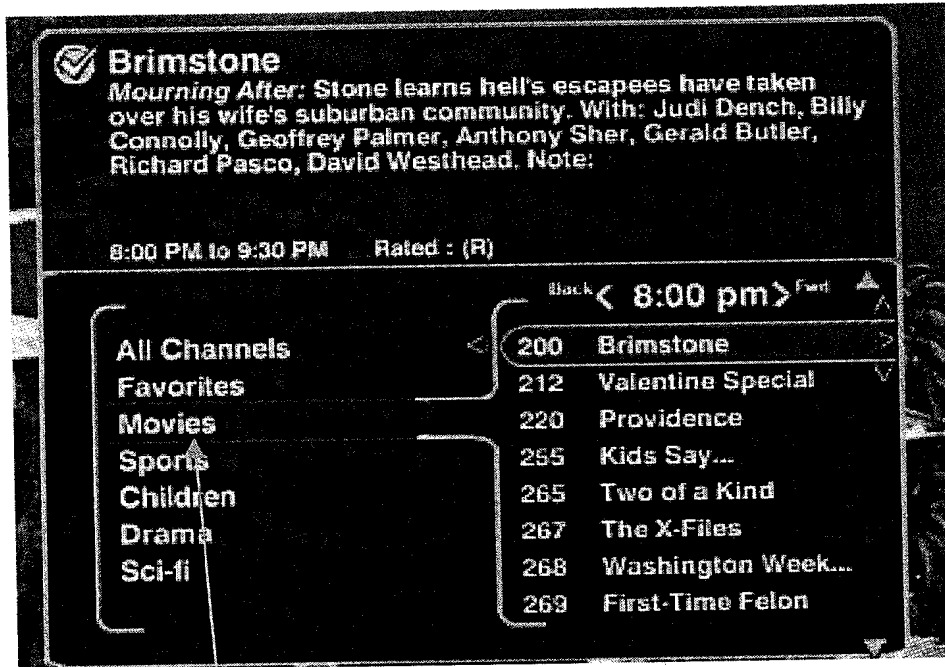 Brimstone
Mourning After: Stone learns hell's escapees have taken
over his wife's suburban community. With: Judi Dench, Billy
Connolly, Geoffrey Palmer, Anthony Sher, Gerald Butler,
Richard Pasco, David Westhead. Note:
8:00 PM to 9:30 PM Rated : (R)
Back < 8:00 pm > Fwd
All Channels
Favorites
Movies
Sports
Children
Drama
Sci-fi
200 Brimstone
212 Valentine Special
220 Providence
255 Kids Say...
265 Two of a Kind
267 The X-Files
268 Washington Week...
269 First-Time Felon